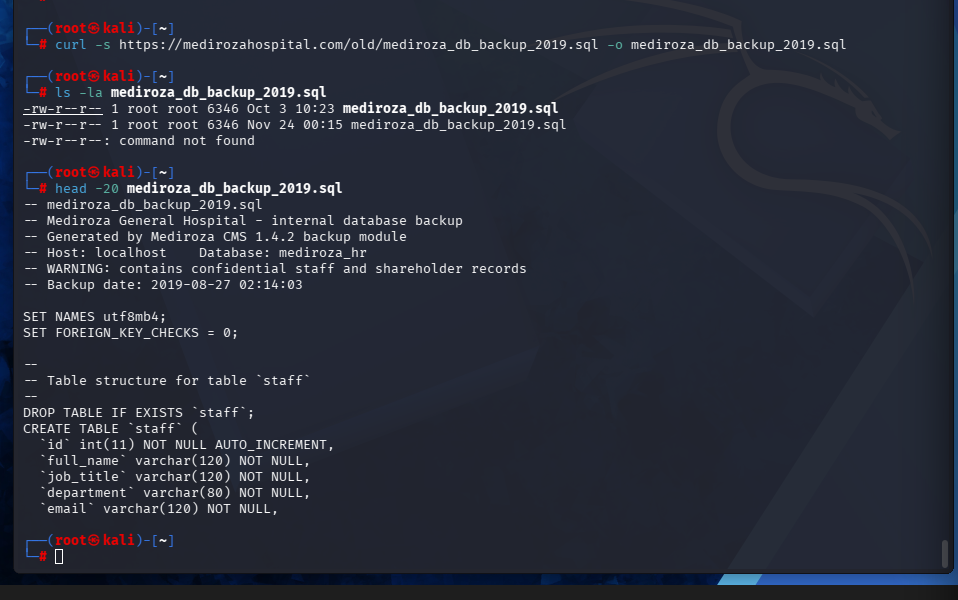 ┌──(root㉿kali)-[~]
└─# curl -s https://medirozahospital.com/old/mediroza_db_backup_2019.sql -o mediroza_db_backup_2019.sql
┌──(root㉿kali)-[~]
└─# ls -la mediroza_db_backup_2019.sql
-rw-r--r-- 1 root root 6346 Oct 3 10:23 mediroza_db_backup_2019.sql
-rw-r--r-- 1 root root 6346 Nov 24 00:15 mediroza_db_backup_2019.sql
-rw-r--r--: command not found
┌──(root㉿kali)-[~]
└─# head -20 mediroza_db_backup_2019.sql
-- mediroza_db_backup_2019.sql
-- Mediroza General Hospital - internal database backup
-- Generated by Mediroza CMS 1.4.2 backup module
-- Host: localhost    Database: mediroza_hr
-- WARNING: contains confidential staff and shareholder records
-- Backup date: 2019-08-27 02:14:03
SET NAMES utf8mb4;
SET FOREIGN_KEY_CHECKS = 0;
--
-- Table structure for table `staff`
--
DROP TABLE IF EXISTS `staff`;
CREATE TABLE `staff` (
  `id` int(11) NOT NULL AUTO_INCREMENT,
  `full_name` varchar(120) NOT NULL,
  `job_title` varchar(120) NOT NULL,
  `department` varchar(80) NOT NULL,
  `email` varchar(120) NOT NULL,
┌──(root㉿kali)-[~]
└─#